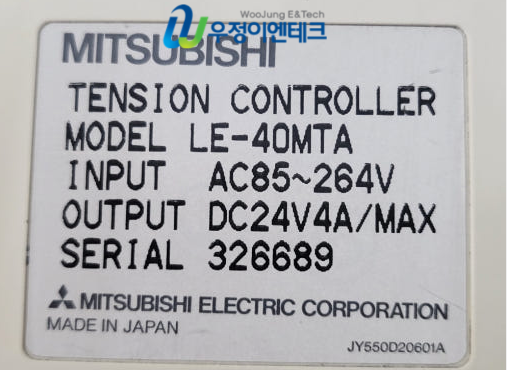 WooJung E&Tech
우정이엔테크
MITSUBISHI
TENSION CONTROLLER
MODEL LE-40MTA
INPUT AC85~264V
OUTPUT DC24V4A/MAX
SERIAL 326689
MITSUBISHI ELECTRIC CORPORATION
MADE IN JAPAN
JY550D20601A